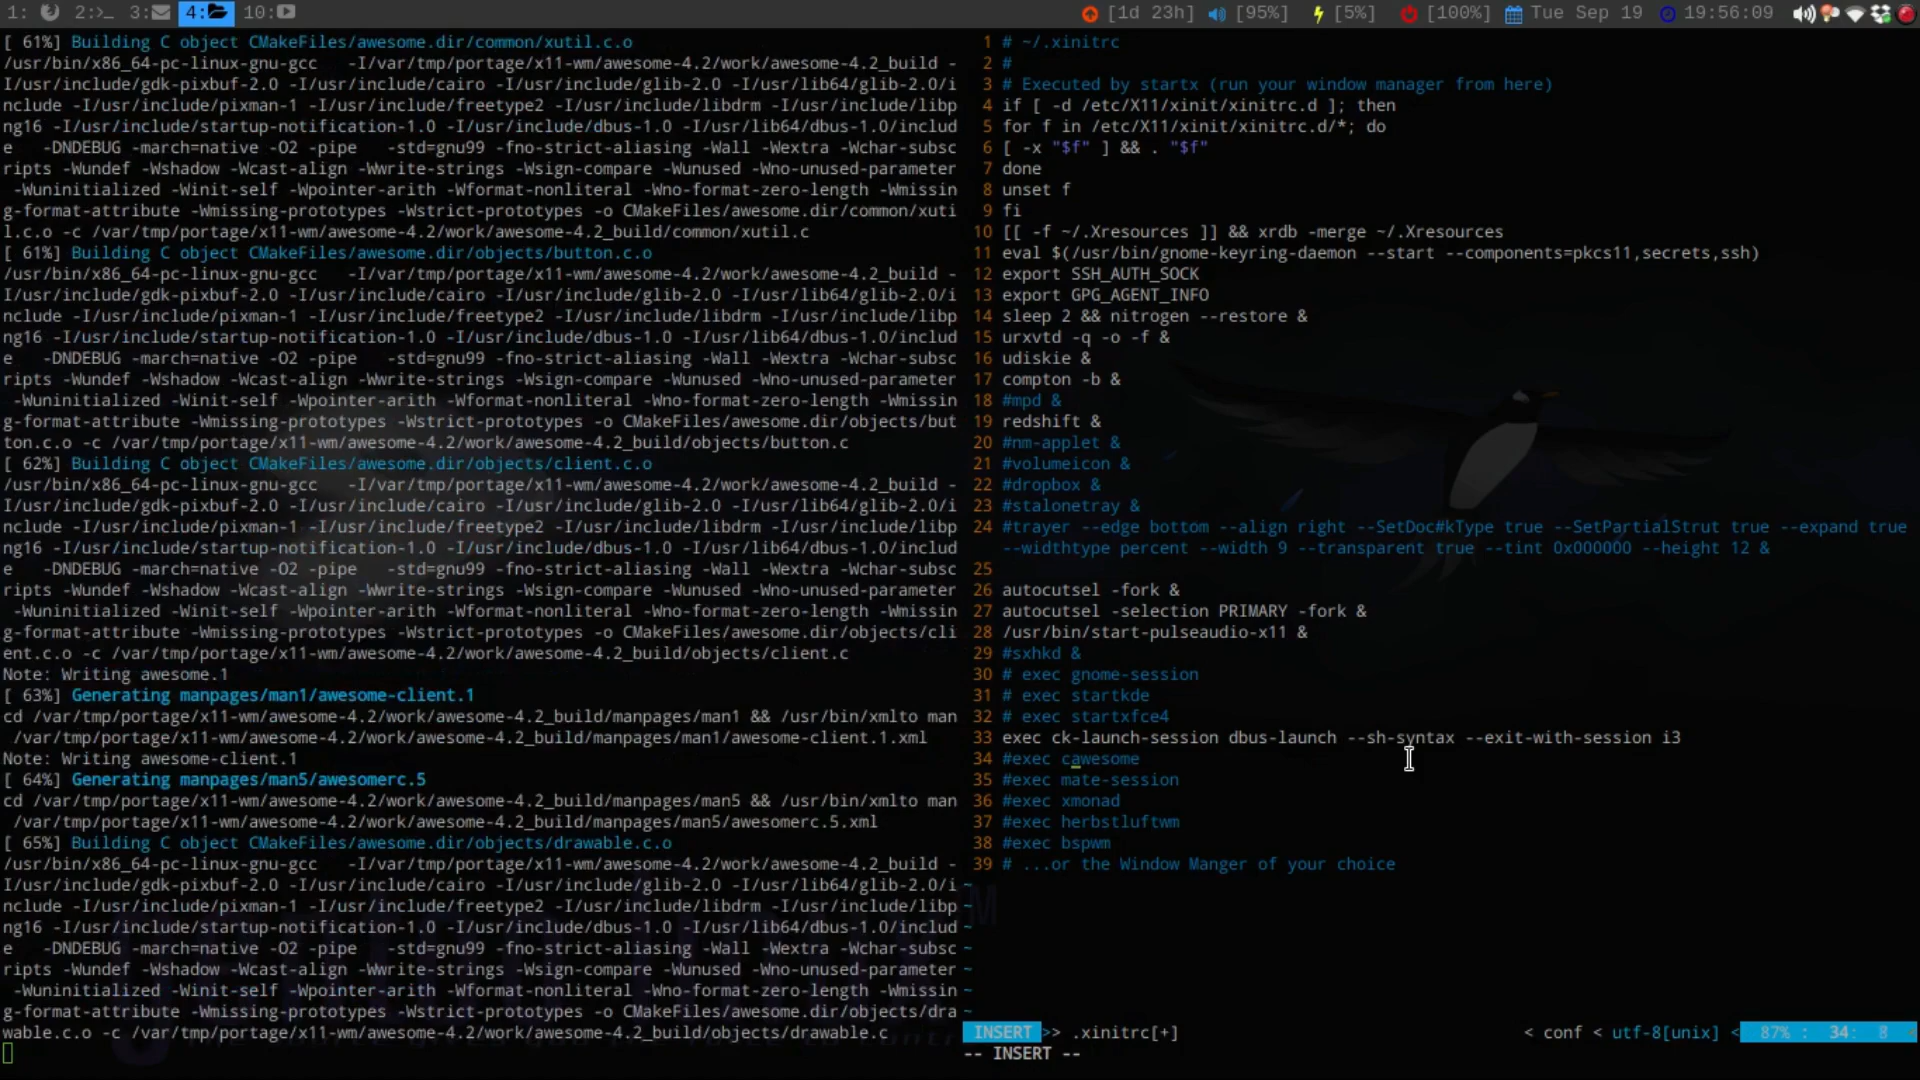 1: 2:>_ 3: 4: 10: [1d 23h] [95%] [5%] [100%] Tue Sep 19 19:56:09
[ 61%] Building C object CMakeFiles/awesome.dir/common/xutil.c.o
/usr/bin/x86_64-pc-linux-gnu-gcc -I/var/tmp/portage/x11-wm/awesome-4.2/work/awesome-4.2_build -
I/usr/include/gdk-pixbuf-2.0 -I/usr/include/cairo -I/usr/include/glib-2.0 -I/usr/lib64/glib-2.0/i
nclude -I/usr/include/pixman-1 -I/usr/include/freetype2 -I/usr/include/libdrm -I/usr/include/libp
ng16 -I/usr/include/startup-notification-1.0 -I/usr/include/dbus-1.0 -I/usr/lib64/dbus-1.0/includ
e -DNDEBUG -march=native -O2 -pipe -std=gnu99 -fno-strict-aliasing -Wall -Wextra -Wchar-subsc
ripts -Wundef -Wshadow -Wcast-align -Wwrite-strings -Wsign-compare -Wunused -Wno-unused-parameter
-Wuninitialized -Winit-self -Wpointer-arith -Wformat-nonliteral -Wno-format-zero-length -Wmissin
g-format-attribute -Wmissing-prototypes -Wstrict-prototypes -o CMakeFiles/awesome.dir/common/xuti
l.c.o -c /var/tmp/portage/x11-wm/awesome-4.2/work/awesome-4.2_build/common/xutil.c
[ 61%] Building C object CMakeFiles/awesome.dir/objects/button.c.o
/usr/bin/x86_64-pc-linux-gnu-gcc -I/var/tmp/portage/x11-wm/awesome-4.2/work/awesome-4.2_build -
I/usr/include/gdk-pixbuf-2.0 -I/usr/include/cairo -I/usr/include/glib-2.0 -I/usr/lib64/glib-2.0/i
nclude -I/usr/include/pixman-1 -I/usr/include/freetype2 -I/usr/include/libdrm -I/usr/include/libp
ng16 -I/usr/include/startup-notification-1.0 -I/usr/include/dbus-1.0 -I/usr/lib64/dbus-1.0/includ
e -DNDEBUG -march=native -O2 -pipe -std=gnu99 -fno-strict-aliasing -Wall -Wextra -Wchar-subsc
ripts -Wundef -Wshadow -Wcast-align -Wwrite-strings -Wsign-compare -Wunused -Wno-unused-parameter
-Wuninitialized -Winit-self -Wpointer-arith -Wformat-nonliteral -Wno-format-zero-length -Wmissin
g-format-attribute -Wmissing-prototypes -Wstrict-prototypes -o CMakeFiles/awesome.dir/objects/but
ton.c.o -c /var/tmp/portage/x11-wm/awesome-4.2/work/awesome-4.2_build/objects/button.c
[ 62%] Building C object CMakeFiles/awesome.dir/objects/client.c.o
/usr/bin/x86_64-pc-linux-gnu-gcc -I/var/tmp/portage/x11-wm/awesome-4.2/work/awesome-4.2_build -
I/usr/include/gdk-pixbuf-2.0 -I/usr/include/cairo -I/usr/include/glib-2.0 -I/usr/lib64/glib-2.0/i
nclude -I/usr/include/pixman-1 -I/usr/include/freetype2 -I/usr/include/libdrm -I/usr/include/libp
ng16 -I/usr/include/startup-notification-1.0 -I/usr/include/dbus-1.0 -I/usr/lib64/dbus-1.0/includ
e -DNDEBUG -march=native -O2 -pipe -std=gnu99 -fno-strict-aliasing -Wall -Wextra -Wchar-subsc
ripts -Wundef -Wshadow -Wcast-align -Wwrite-strings -Wsign-compare -Wunused -Wno-unused-parameter
-Wuninitialized -Winit-self -Wpointer-arith -Wformat-nonliteral -Wno-format-zero-length -Wmissin
g-format-attribute -Wmissing-prototypes -Wstrict-prototypes -o CMakeFiles/awesome.dir/objects/cli
ent.c.o -c /var/tmp/portage/x11-wm/awesome-4.2/work/awesome-4.2_build/objects/client.c
Note: Writing awesome.1
[ 63%] Generating manpages/man1/awesome-client.1
cd /var/tmp/portage/x11-wm/awesome-4.2/work/awesome-4.2_build/manpages/man1 && /usr/bin/xmlto man
/var/tmp/portage/x11-wm/awesome-4.2/work/awesome-4.2_build/manpages/man1/awesome-client.1.xml
Note: Writing awesome-client.1
[ 64%] Generating manpages/man5/awesomerc.5
cd /var/tmp/portage/x11-wm/awesome-4.2/work/awesome-4.2_build/manpages/man5 && /usr/bin/xmlto man
/var/tmp/portage/x11-wm/awesome-4.2/work/awesome-4.2_build/manpages/man5/awesomerc.5.xml
[ 65%] Building C object CMakeFiles/awesome.dir/objects/drawable.c.o
/usr/bin/x86_64-pc-linux-gnu-gcc -I/var/tmp/portage/x11-wm/awesome-4.2/work/awesome-4.2_build -
I/usr/include/gdk-pixbuf-2.0 -I/usr/include/cairo -I/usr/include/glib-2.0 -I/usr/lib64/glib-2.0/i
nclude -I/usr/include/pixman-1 -I/usr/include/freetype2 -I/usr/include/libdrm -I/usr/include/libp
ng16 -I/usr/include/startup-notification-1.0 -I/usr/include/dbus-1.0 -I/usr/lib64/dbus-1.0/includ
e -DNDEBUG -march=native -O2 -pipe -std=gnu99 -fno-strict-aliasing -Wall -Wextra -Wchar-subsc
ripts -Wundef -Wshadow -Wcast-align -Wwrite-strings -Wsign-compare -Wunused -Wno-unused-parameter
-Wuninitialized -Winit-self -Wpointer-arith -Wformat-nonliteral -Wno-format-zero-length -Wmissin
g-format-attribute -Wmissing-prototypes -Wstrict-prototypes -o CMakeFiles/awesome.dir/objects/dra
wable.c.o -c /var/tmp/portage/x11-wm/awesome-4.2/work/awesome-4.2_build/objects/drawable.c
1 # ~/.xinitrc
2 #
3 # Executed by startx (run your window manager from here)
4 if [ -d /etc/X11/xinit/xinitrc.d ]; then
5 for f in /etc/X11/xinit/xinitrc.d/*; do
6 [ -x "$f" ] && . "$f"
7 done
8 unset f
9 fi
10 [[ -f ~/.Xresources ]] && xrdb -merge ~/.Xresources
11 eval $(/usr/bin/gnome-keyring-daemon --start --components=pkcs11,secrets,ssh)
12 export SSH_AUTH_SOCK
13 export GPG_AGENT_INFO
14 sleep 2 && nitrogen --restore &
15 urxvtd -q -o -f &
16 udiskie &
17 compton -b &
18 #mpd &
19 redshift &
20 #nm-applet &
21 #volumeicon &
22 #dropbox &
23 #stalonetray &
24 #trayer --edge bottom --align right --SetDoc#kType true --SetPartialStrut true --expand true
--widthtype percent --width 9 --transparent true --tint 0x000000 --height 12 &
25
26 autocutsel -fork &
27 autocutsel -selection PRIMARY -fork &
28 /usr/bin/start-pulseaudio-x11 &
29 #sxhkd &
30 # exec gnome-session
31 # exec startkde
32 # exec startxfce4
33 exec ck-launch-session dbus-launch --sh-syntax --exit-with-session i3
34 #exec cawesome
35 #exec mate-session
36 #exec xmonad
37 #exec herbstluftwm
38 #exec bspwm
39 # ...or the Window Manger of your choice
~
~
~
~
~
~
~
INSERT >> .xinitrc[+] < conf < utf-8[unix] < 87% : 34: 8
-- INSERT --